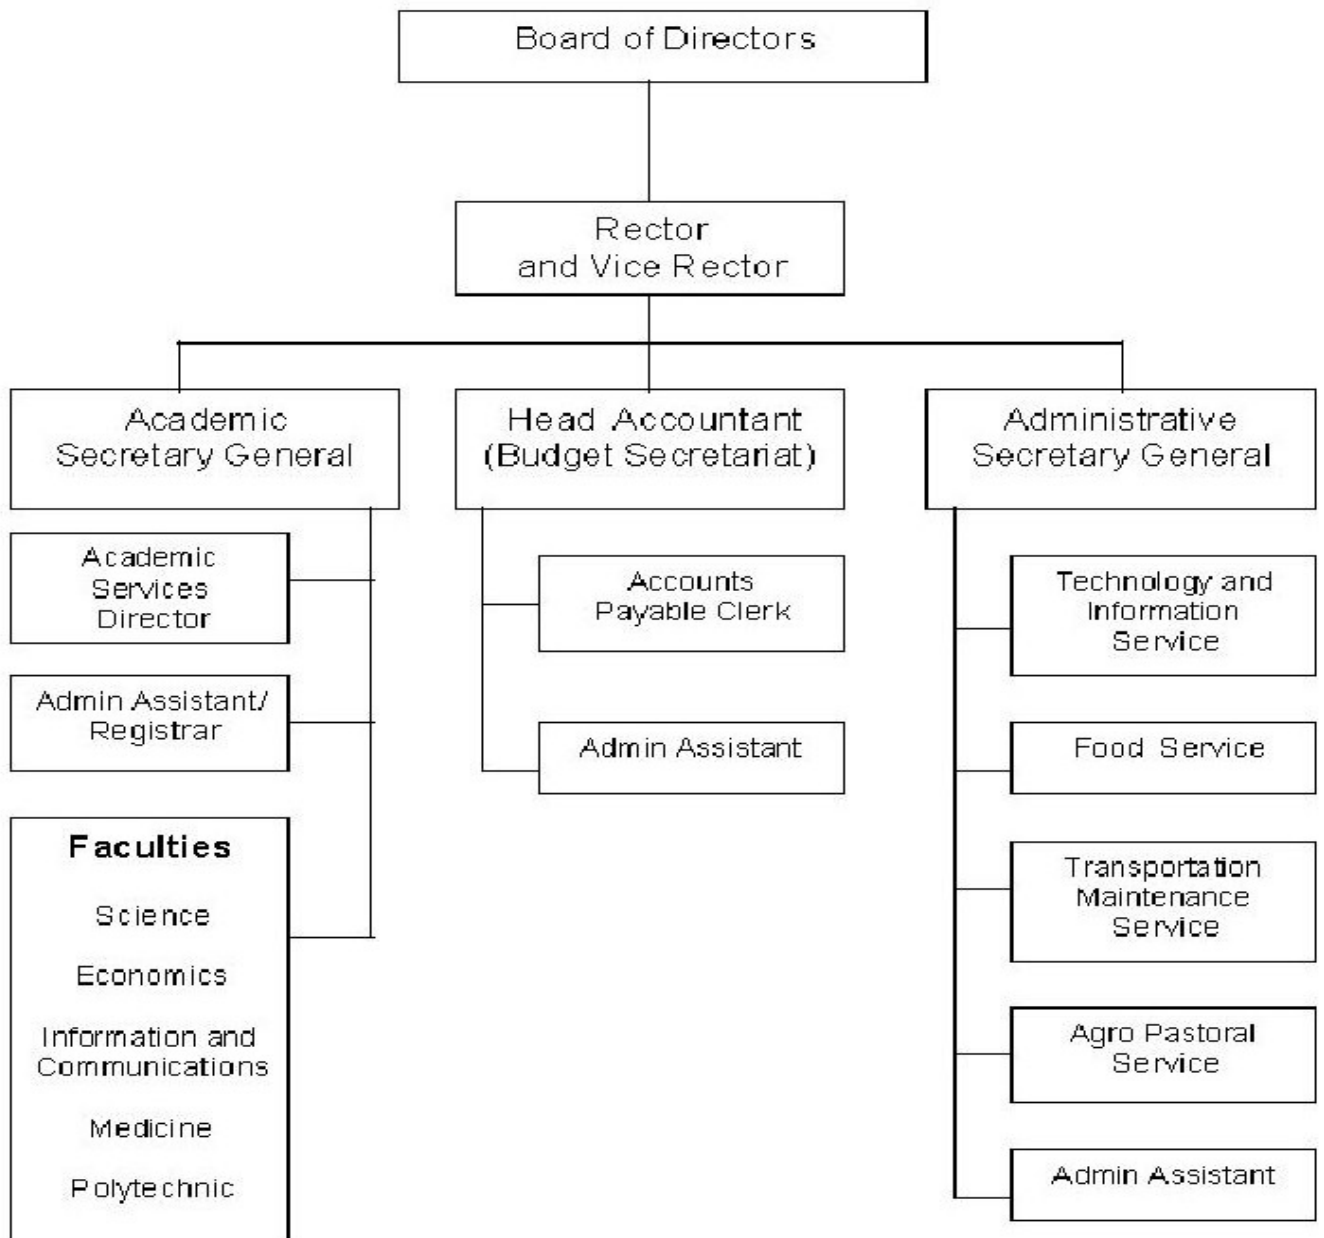 Board of Directors
Rector
and Vice Rector
Academic
Secretary General
Head Accountant
(Budget Secretariat)
Administrative
Secretary General
Academic
Services
Director
Admin Assistant/
Registrar
Faculties
Science
Economics
Information and
Communications
Medicine
Polytechnic
Accounts
Payable Clerk
Admin Assistant
Technology and
Information
Service
Food Service
Transportation
Maintenance
Service
Agro Pastoral
Service
Admin Assistant